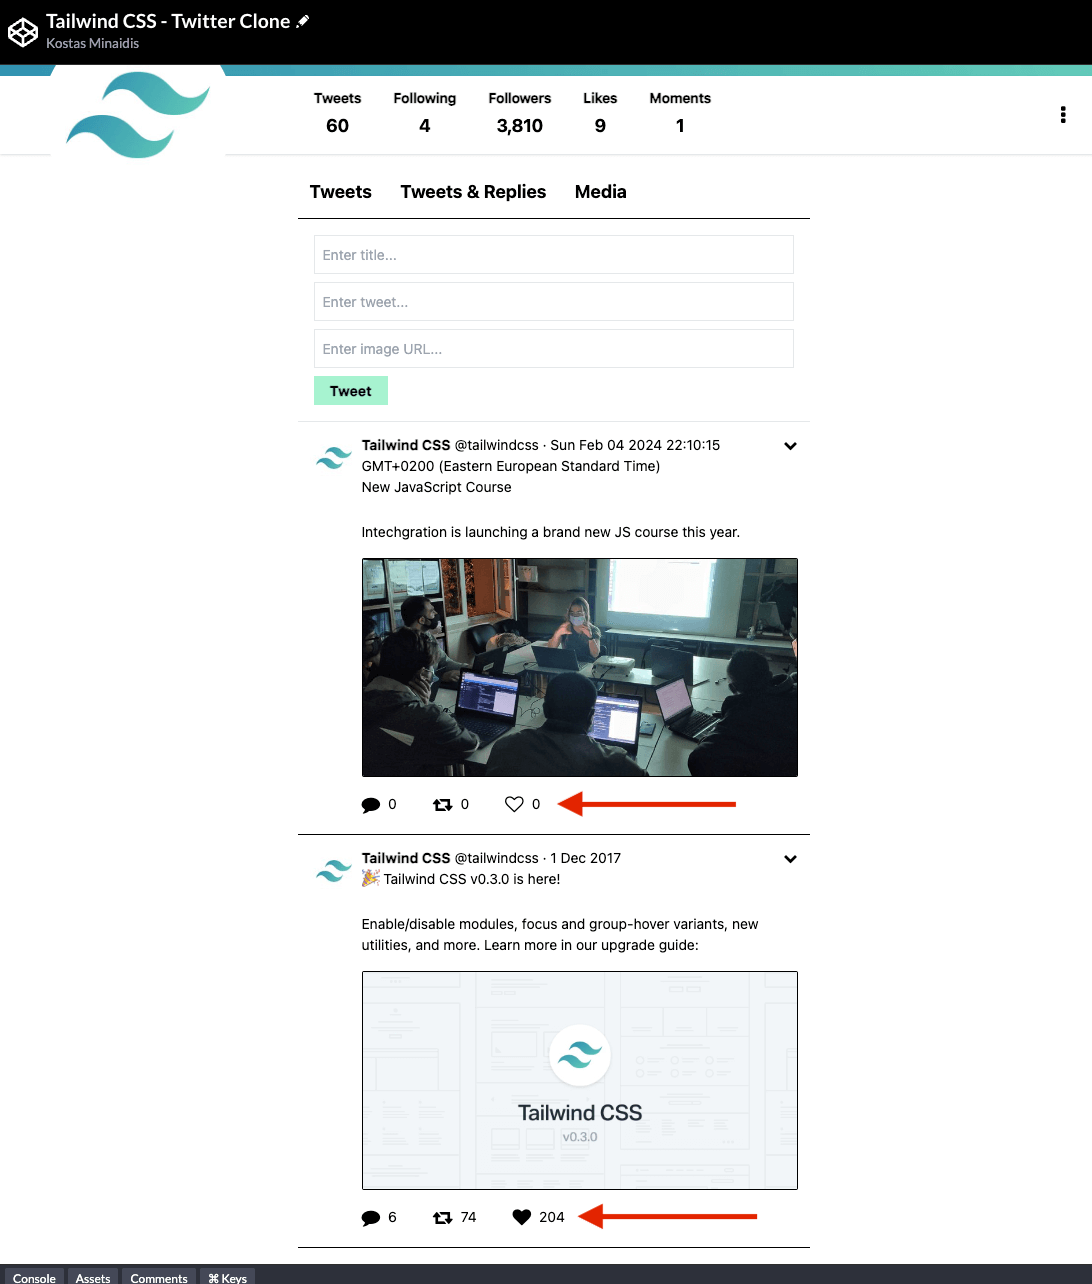 Tailwind CSS - Twitter Clone
Kostas Minaidis
Tweets Following Followers Likes Moments
60 4 3,810 9 1
Tweets Tweets & Replies Media
Enter title...
Enter tweet...
Enter image URL...
Tweet
Tailwind CSS @tailwindcss · Sun Feb 04 2024 22:10:15
GMT+0200 (Eastern European Standard Time)
New JavaScript Course
Intechgration is launching a brand new JS course this year.
0 0 0
Tailwind CSS @tailwindcss · 1 Dec 2017
🎉 Tailwind CSS v0.3.0 is here!
Enable/disable modules, focus and group-hover variants, new
utilities, and more. Learn more in our upgrade guide:
Tailwind CSS
v0.3.0
6 74 204
Console Assets Comments ⌘ Keys